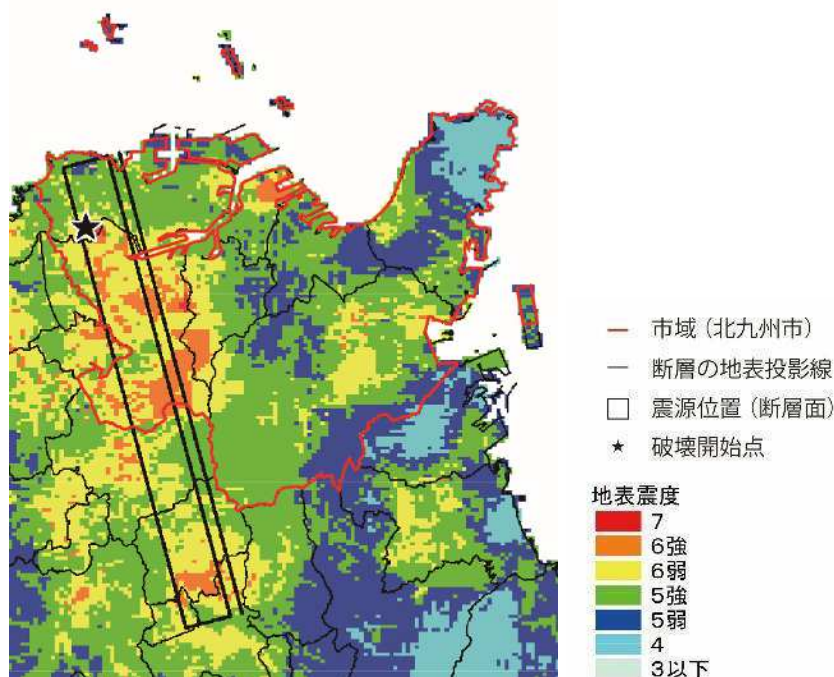 市域（北九州市）
断層の地表投影線
震源位置（断層面）
破壊開始点
地表震度
7
6強
6弱
5強
5弱
4
3以下